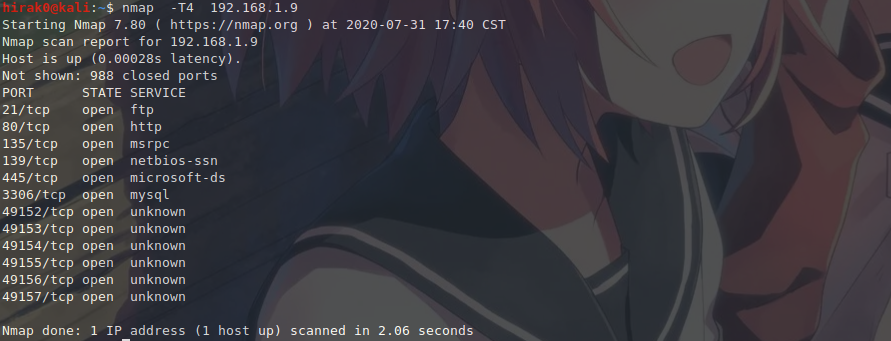 hirak0@kali:~$ nmap  -T4  192.168.1.9
Starting Nmap 7.80 ( https://nmap.org ) at 2020-07-31 17:40 CST
Nmap scan report for 192.168.1.9
Host is up (0.00028s latency).
Not shown: 988 closed ports
PORT      STATE SERVICE
21/tcp    open  ftp
80/tcp    open  http
135/tcp   open  msrpc
139/tcp   open  netbios-ssn
445/tcp   open  microsoft-ds
3306/tcp  open  mysql
49152/tcp open  unknown
49153/tcp open  unknown
49154/tcp open  unknown
49155/tcp open  unknown
49156/tcp open  unknown
49157/tcp open  unknown
Nmap done: 1 IP address (1 host up) scanned in 2.06 seconds